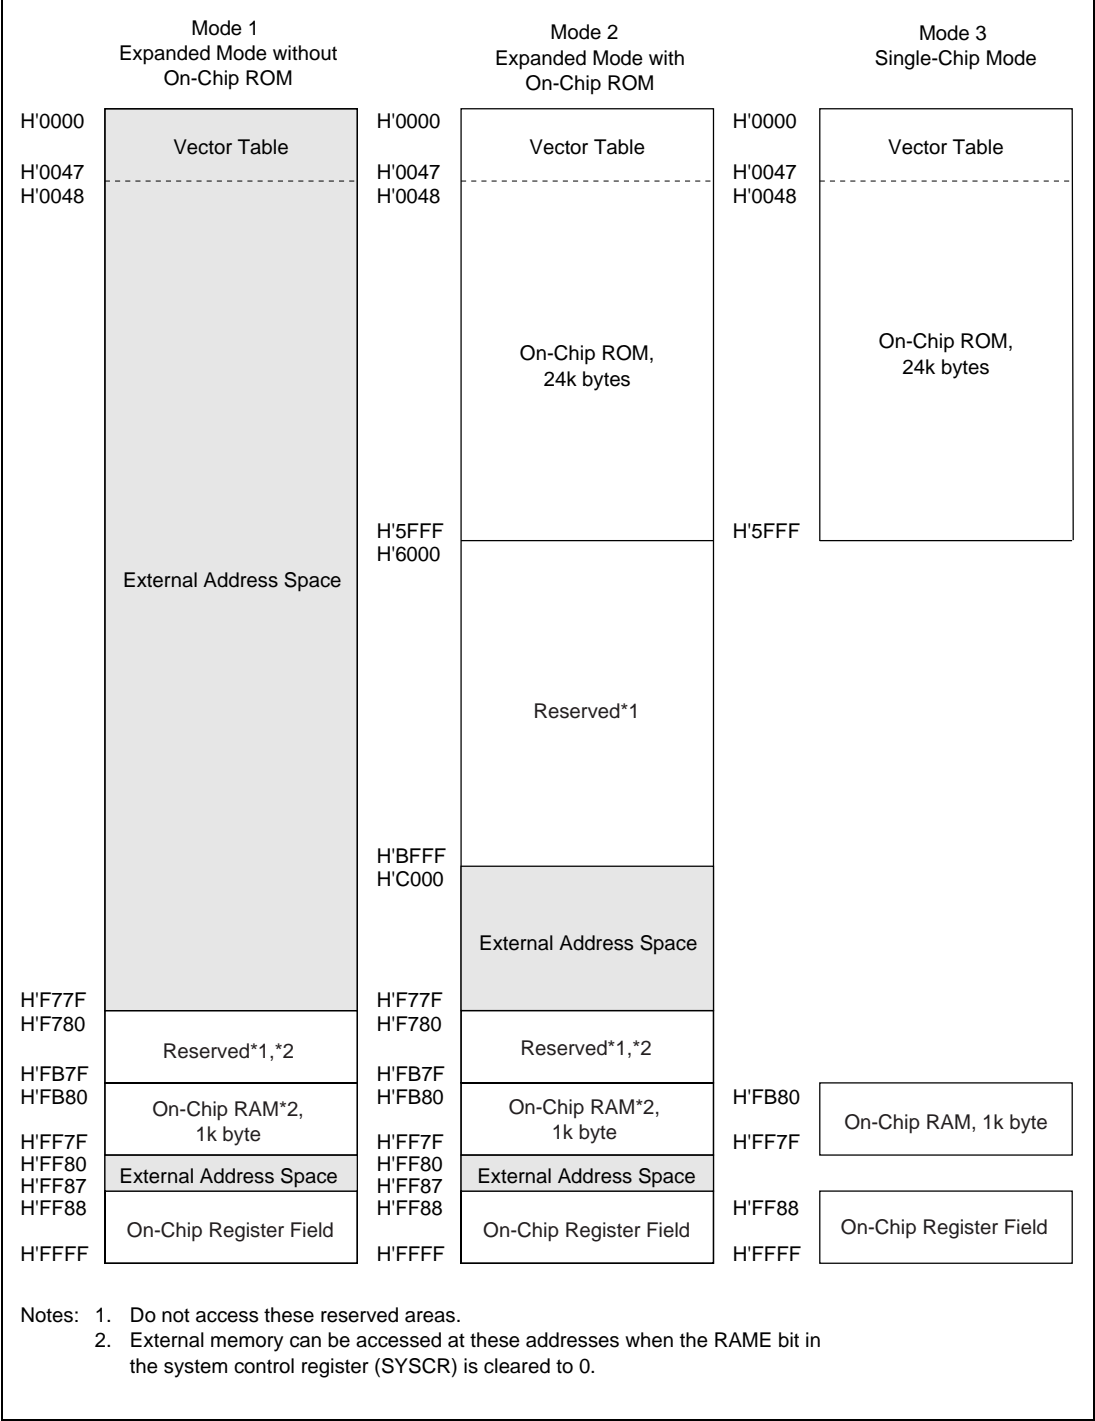 Mode 1
Expanded Mode without
On-Chip ROM
H'0000
Vector Table
H'0047
H'0048
External Address Space
H'F77F
H'F780
Reserved*1,*2
H'FB7F
H'FB80
On-Chip RAM*2,
1k byte
H'FF7F
H'FF80
External Address Space
H'FF87
H'FF88
On-Chip Register Field
H'FFFF
Mode 2
Expanded Mode with
On-Chip ROM
H'0000
Vector Table
H'0047
H'0048
On-Chip ROM,
24k bytes
H'5FFF
H'6000
Reserved*1
H'BFFF
H'C000
External Address Space
H'F77F
H'F780
Reserved*1,*2
H'FB7F
H'FB80
On-Chip RAM*2,
1k byte
H'FF7F
H'FF80
External Address Space
H'FF87
H'FF88
On-Chip Register Field
H'FFFF
Mode 3
Single-Chip Mode
H'0000
Vector Table
H'0047
H'0048
On-Chip ROM,
24k bytes
H'5FFF
H'FB80
On-Chip RAM, 1k byte
H'FF7F
H'FF88
On-Chip Register Field
H'FFFF
Notes: 1. Do not access these reserved areas.
2. External memory can be accessed at these addresses when the RAME bit in
the system control register (SYSCR) is cleared to 0.